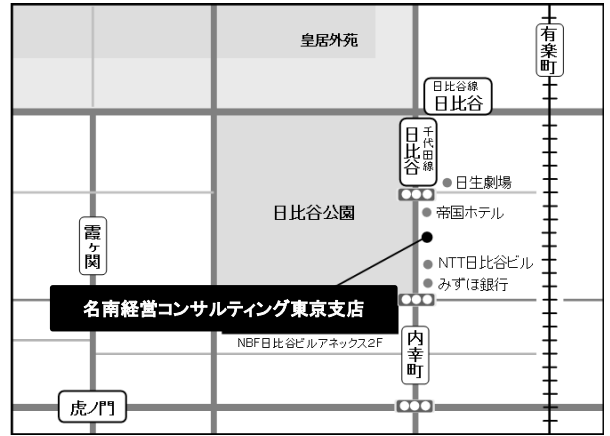 皇居外苑
有楽町
日比谷線
日比谷
千代田線
日比谷
日生劇場
日比谷公園
帝国ホテル
霞ヶ関
NTT日比谷ビル
みずほ銀行
名南経営コンサルティング東京支店
NBF日比谷ビルアネックス2F
内幸町
虎ノ門